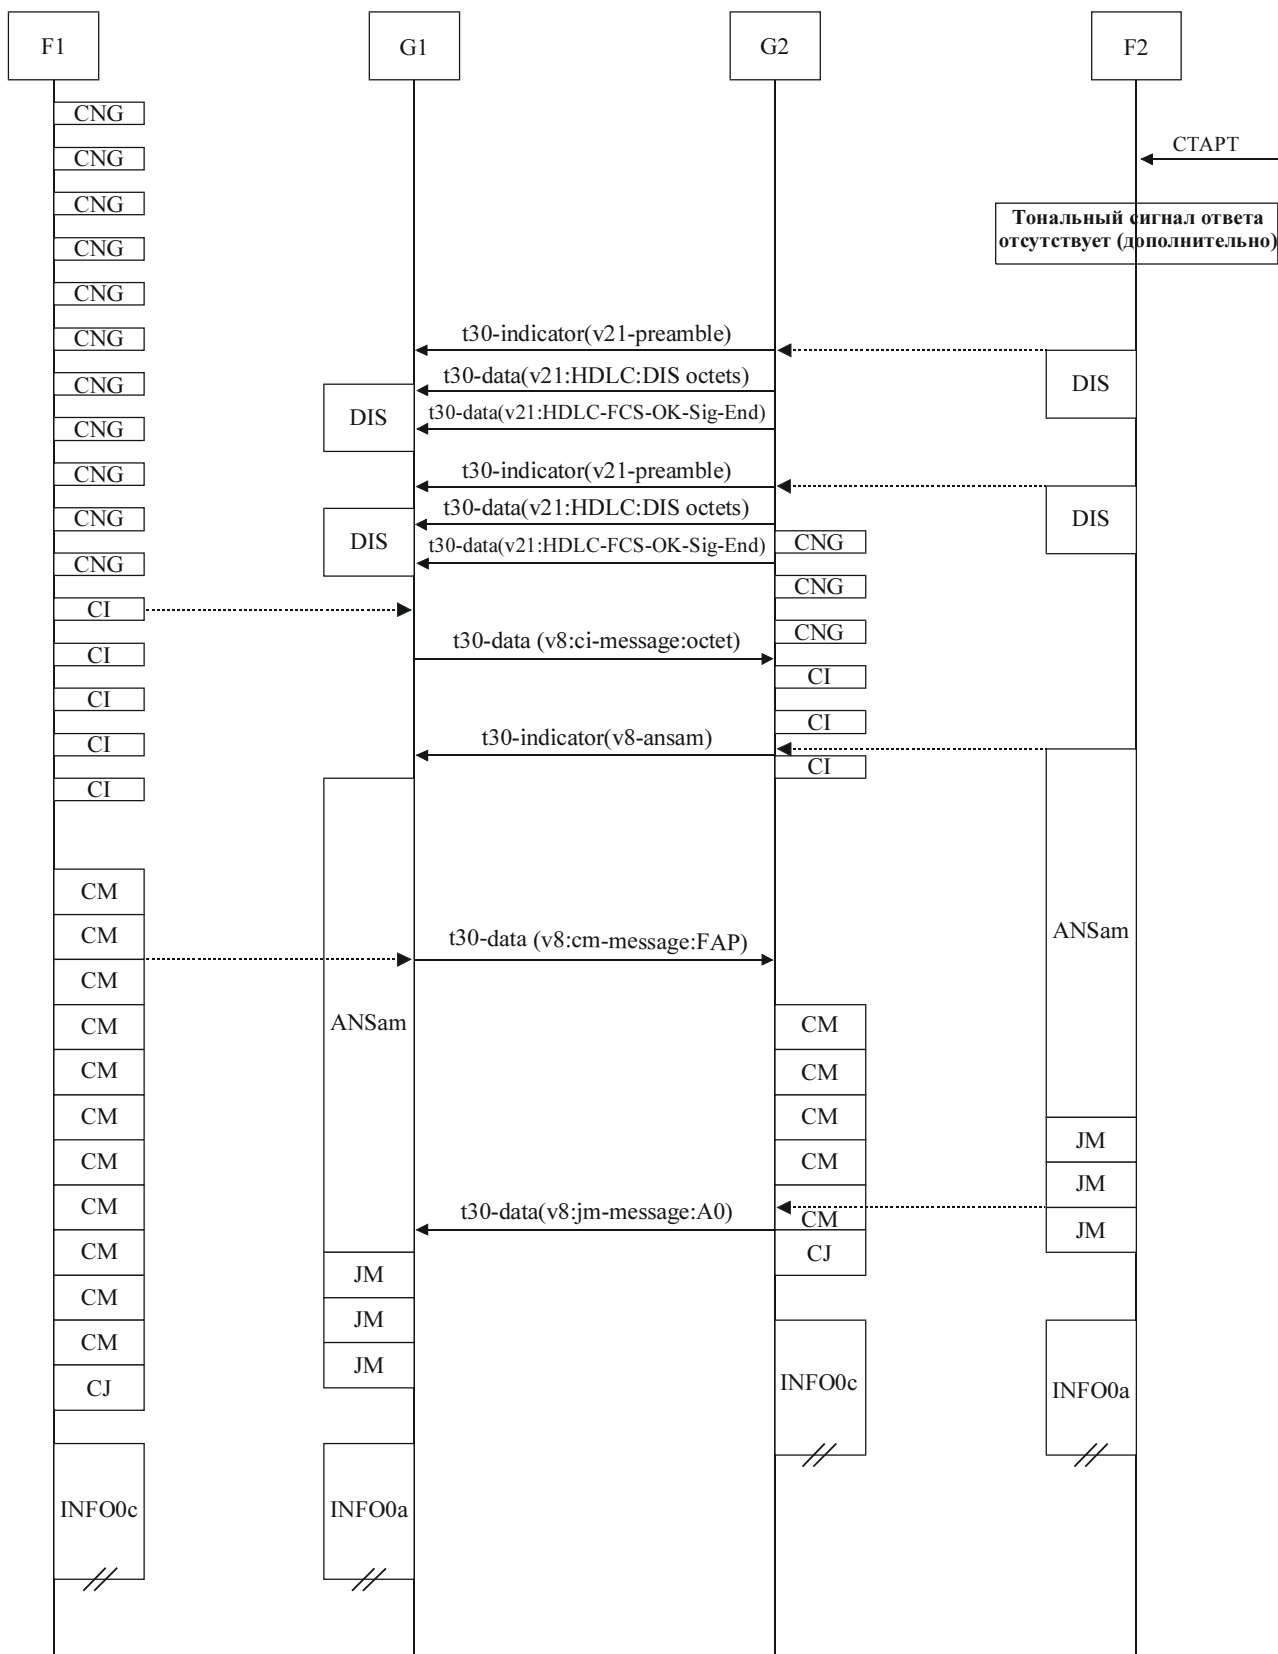 F1
G1
G2
F2
CNG
CNG
СТАРТ
CNG
Тональный сигнал ответа
отсутствует (дополнительно)
CNG
CNG
CNG
t30-indicator(v21-preamble)
CNG
t30-data(v21:HDLC:DIS octets)
DIS
DIS
t30-data(v21:HDLC-FCS-OK-Sig-End)
CNG
CNG
t30-indicator(v21-preamble)
CNG
t30-data(v21:HDLC:DIS octets)
DIS
DIS
t30-data(v21:HDLC-FCS-OK-Sig-End)
CNG
CNG
CNG
CI
CNG
t30-data (v8:ci-message:octet)
CI
CI
CI
CI
CI
t30-indicator(v8-ansam)
CI
CI
CM
CM
t30-data (v8:cm-message:FAP)
ANSam
CM
CM
ANSam
CM
CM
CM
CM
CM
JM
CM
CM
JM
CM
t30-data(v8:jm-message:A0)
CM
JM
CM
CJ
JM
CM
JM
CM
JM
CJ
INFO0c
INFO0a
INFO0c
INFO0a